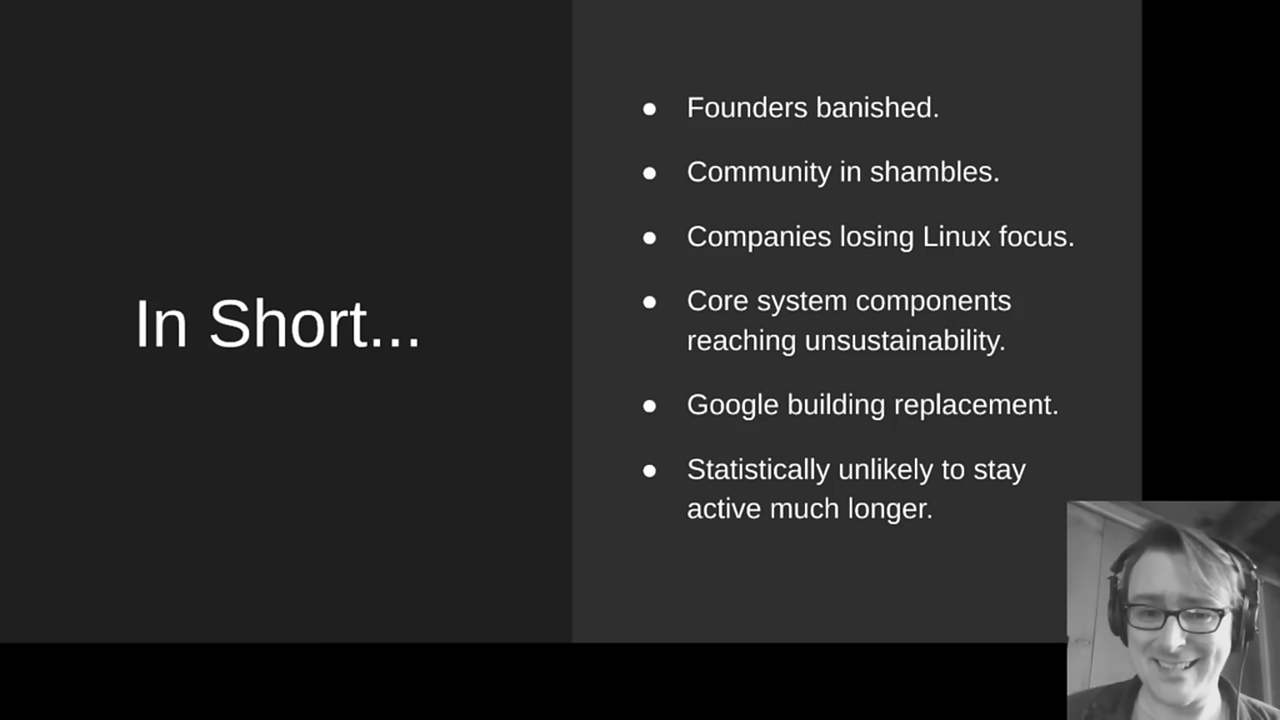 In Short...
● Founders banished.
● Community in shambles.
● Companies losing Linux focus.
● Core system components
reaching unsustainability.
● Google building replacement.
● Statistically unlikely to stay
active much longer.